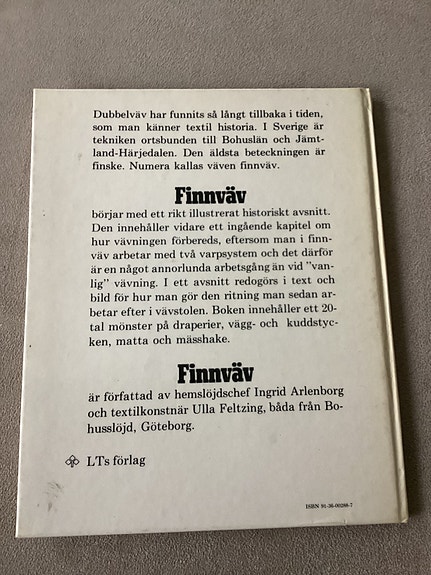 Dubbelväv har funnits så långt tillbaka i tiden,
som man känner textil historia. I Sverige är
tekniken ortsbunden till Bohuslän och Jämt-
land-Härjedalen. Den äldsta beteckningen är
finske. Numera kallas väven finnväv.
Finnväv
börjar med ett rikt illustrerat historiskt avsnitt.
Den innehåller vidare ett ingående kapitel om
hur vävningen förbereds, eftersom man i finn-
väv arbetar med två varpsystem och det därför
är en något annorlunda arbetsgång än vid "van-
lig" vävning. I ett avsnitt redogörs i text och
bild för hur man gör den ritning man sedan ar-
betar efter i vävstolen. Boken innehåller ett 20-
tal mönster på draperier, vägg- och kuddstyc-
ken, matta och mässhake.
Finnväv
är författad av hemslöjdschef Ingrid Arlenborg
och textilkonstnär Ulla Feltzing, båda från Bo-
husslöjd, Göteborg.
LTs förlag
ISBN 91-36-00288-7